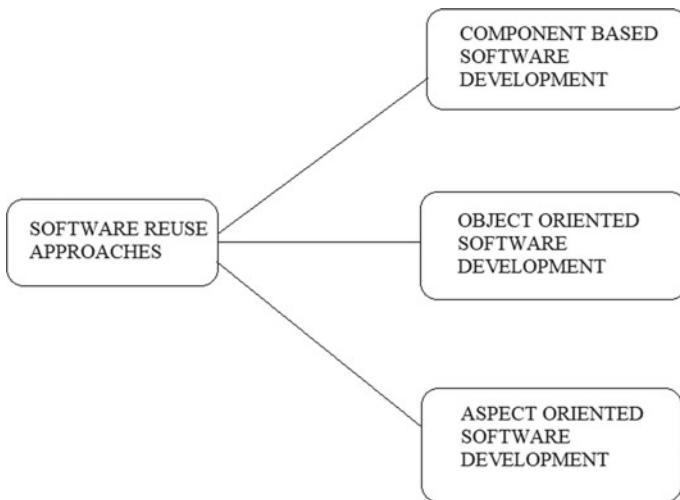 COMPONENT BASED
SOFTWARE
DEVELOPMENT
SOFTWARE REUSE
APPROACHES
OBJECT ORIENTED
SOFTWARE
DEVELOPMENT
ASPECT ORIENTED
SOFTWARE
DEVELOPMENT